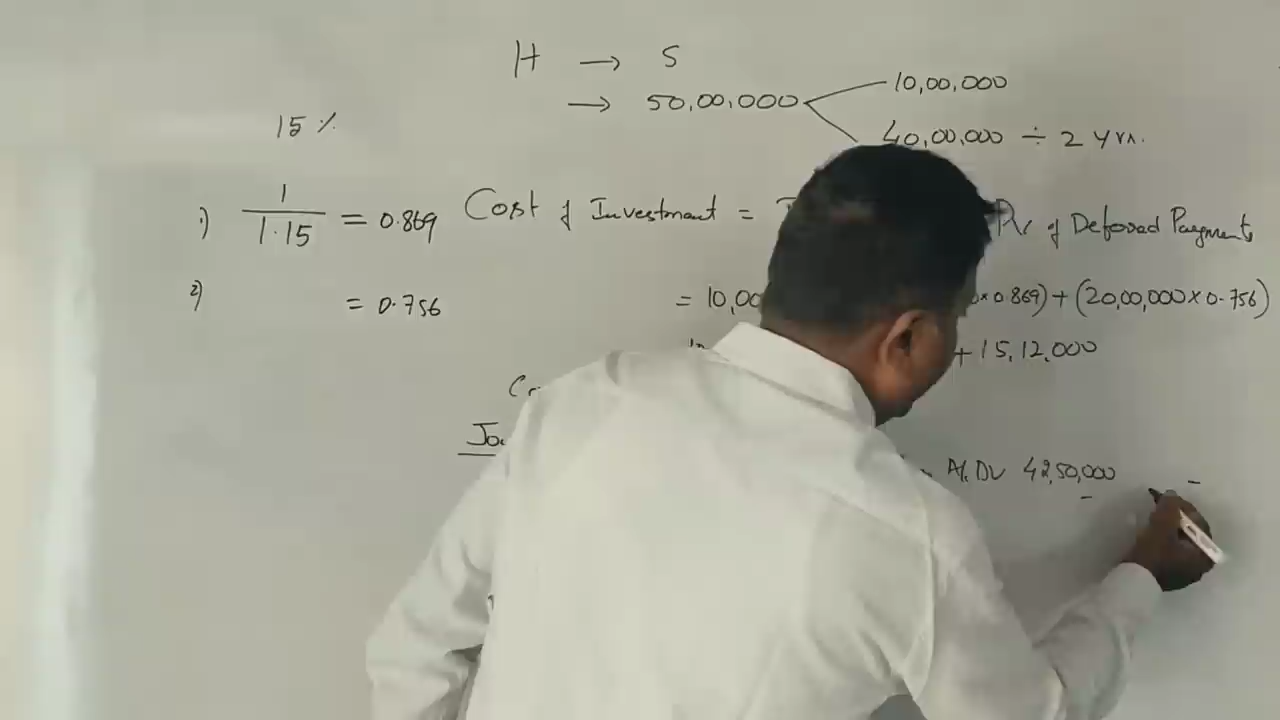 H → S
→ 50,00,000 10,00,000
15 % 40,00,000 ÷ 2 yrs.
1) 1/1.15 = 0.869 Cost of Investment = of Deferred Payments
2) = 0.756 = 10,00 × 0.869) + (20,00,000 × 0.756)
+ 15,12,000
A/c Dr 42,50,000 -
-